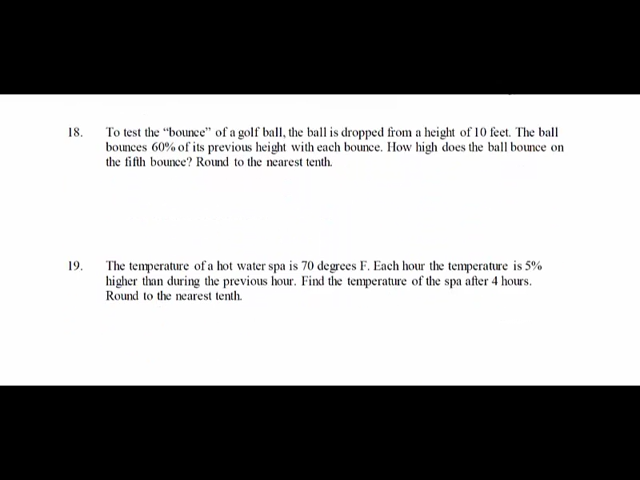 18. To test the “bounce” of a golf ball, the ball is dropped from a height of 10 feet. The ball
bounces 60% of its previous height with each bounce. How high does the ball bounce on
the fifth bounce? Round to the nearest tenth.
19. The temperature of a hot water spa is 70 degrees F. Each hour the temperature is 5%
higher than during the previous hour. Find the temperature of the spa after 4 hours.
Round to the nearest tenth.